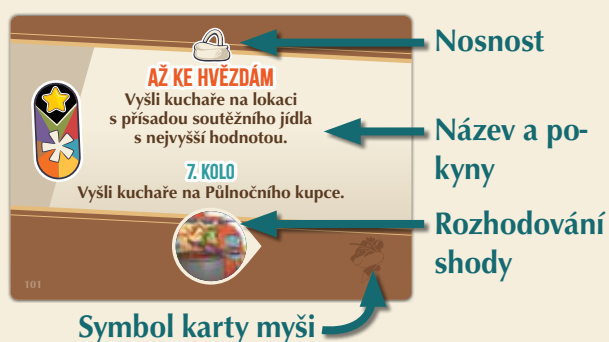 Nosnost
AŽ KE HVĚZDÁM
Vyšli kuchaře na lokaci
s přísadou soutěžního jídla
s nejvyšší hodnotou.
7. KOLO
Vyšli kuchaře na Půlnočního kupce.
101
Název a po-
kyny
Rozhodování
shody
Symbol karty myši